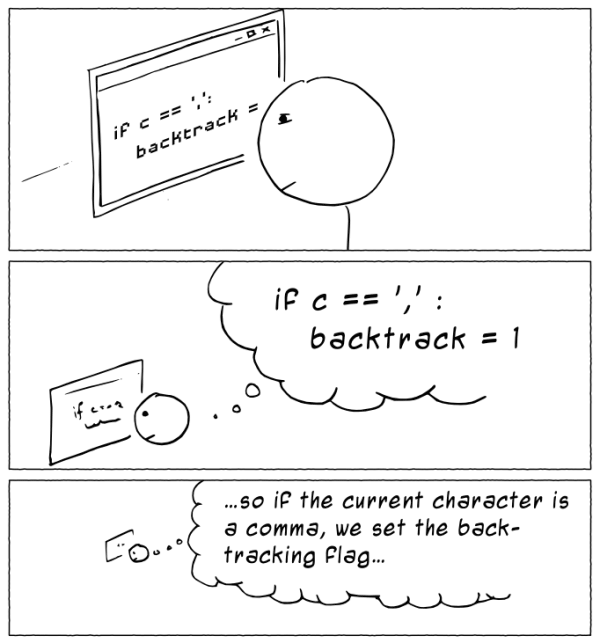 if c == ',':
backtrack =
if c == ',' :
backtrack = 1
...so if the current character is
a comma, we set the back-
tracking flag...